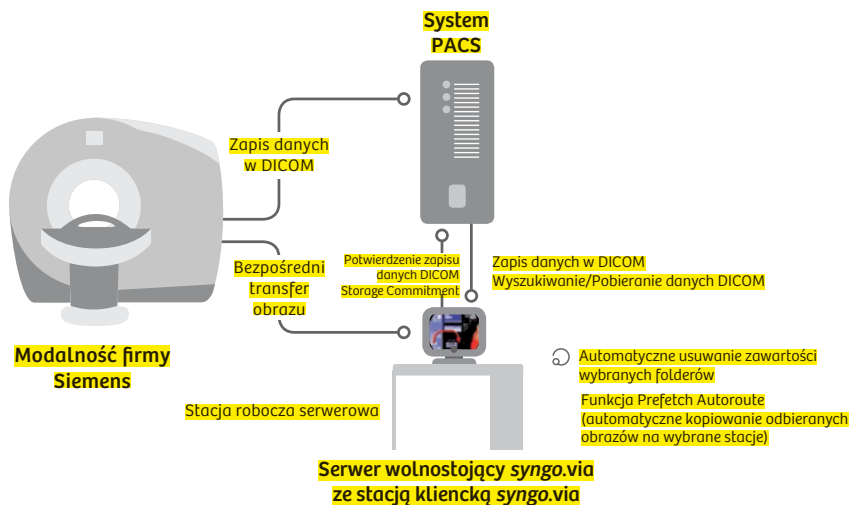 System
PACS
Zapis danych
w DICOM
Bezpośredni
transfer
obrazu
Potwierdzenie zapisu
danych DICOM
Storage Commitment
Zapis danych w DICOM
Wyszukiwanie/Pobieranie danych DICOM
Modalność firmy
Siemens
Automatyczne usuwanie zawartości
wybranych folderów
Funkcja Prefetch Autoroute
(automatyczne kopiowanie odbieranych
obrazów na wybrane stacje)
Stacja robocza serwerowa
Serwer wolnostojący syngo.via
ze stacją kliencką syngo.via